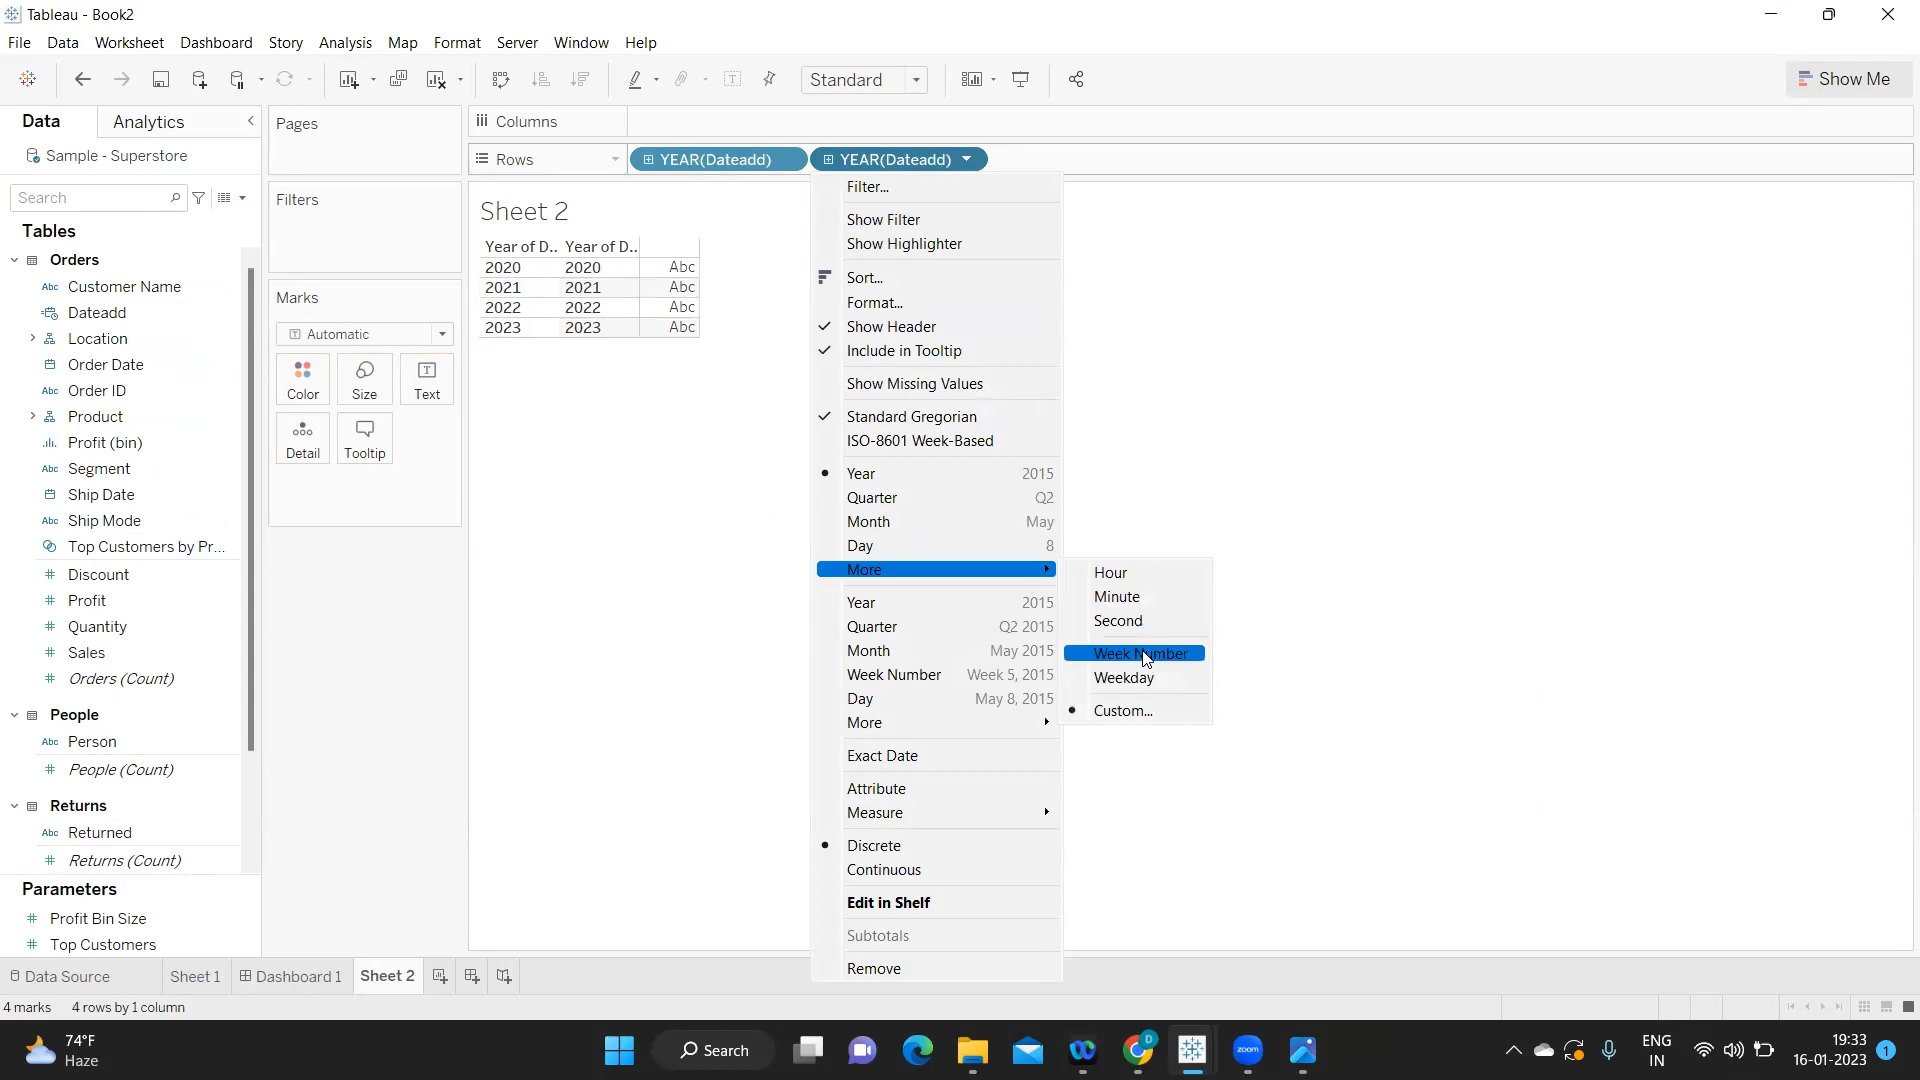 Tableau - Book2
File Data Worksheet Dashboard Story Analysis Map Format Server Window Help
Standard
Show Me
Data
Analytics
Sample - Superstore
Search
Tables
Orders
Abc Customer Name
Dateadd
Location
Order Date
Abc Order ID
Product
Profit (bin)
Abc Segment
Ship Date
Abc Ship Mode
Top Customers by Pr...
# Discount
# Profit
# Quantity
# Sales
# Orders (Count)
People
Abc Person
# People (Count)
Returns
Abc Returned
# Returns (Count)
Parameters
# Profit Bin Size
# Top Customers
Pages
Filters
Marks
Automatic
Color Size Text
Detail Tooltip
Columns
Rows YEAR(Dateadd) YEAR(Dateadd)
Sheet 2
Year of D.. Year of D..
2020 2020 Abc
2021 2021 Abc
2022 2022 Abc
2023 2023 Abc
Filter...
Show Filter
Show Highlighter
Sort...
Format...
Show Header
Include in Tooltip
Show Missing Values
Standard Gregorian
ISO-8601 Week-Based
Year 2015
Quarter Q2
Month May
Day 8
More
Year 2015
Quarter Q2 2015
Month May 2015
Week Number Week 5, 2015
Day May 8, 2015
More
Exact Date
Attribute
Measure
Discrete
Continuous
Edit in Shelf
Subtotals
Remove
Hour
Minute
Second
Week Number
Weekday
Custom...
Data Source Sheet 1 Dashboard 1 Sheet 2
4 marks 4 rows by 1 column
74°F
Haze
Search
D
zoom
ENG
IN
19:33
16-01-2023
1